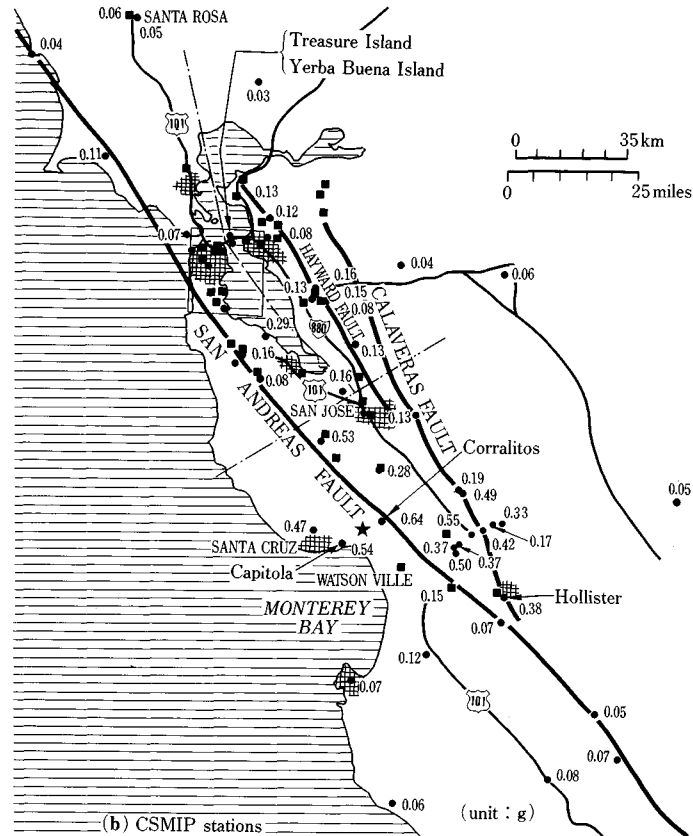 0.06
SANTA ROSA
0.05
0.04
Treasure Island
Yerba Buena Island
0.03
101
0 35 km
0 25 miles
0.11
0.13
0.12
0.07
0.08
HAYWARD FAULT
CALAVERAS FAULT
0.04
0.06
0.16
0.13
0.15
0.08
0.29
880
0.13
SAN ANDREAS FAULT
0.16
0.08
0.16
101
SAN JOSE
0.13
0.53
Corralitos
0.28
0.19
0.49
0.05
0.64
0.33
0.47
0.55
0.17
0.42
SANTA CRUZ
0.54
0.37
0.37
0.50
Capitola
WATSON VILLE
0.15
Hollister
0.38
MONTEREY
BAY
0.07
0.12
0.07
101
0.05
0.07
0.08
0.06
(unit : g)
(b) CSMIP stations